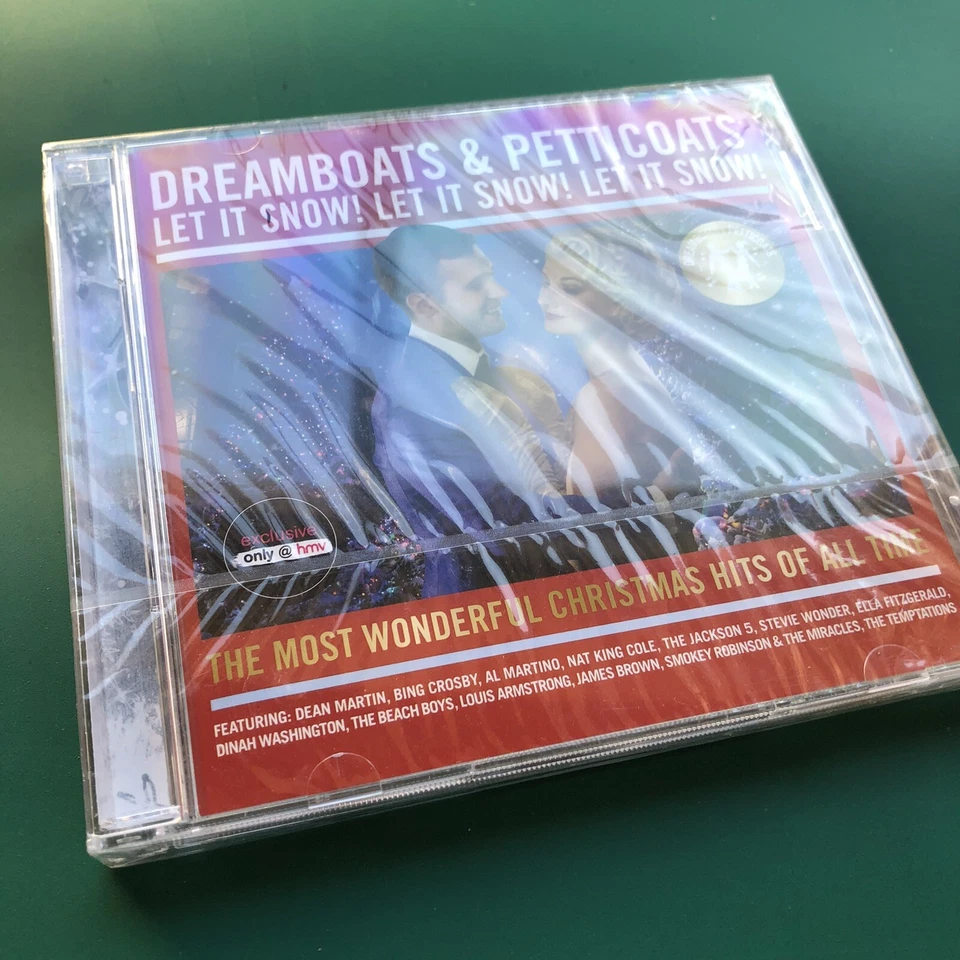 DREAMBOATS & PETTICOATS
LET IT SNOW! LET IT SNOW! LET IT SNOW!
exclusive
only @ hmv
THE MOST WONDERFUL CHRISTMAS HITS OF ALL TIME
FEATURING: DEAN MARTIN, BING CROSBY, AL MARTINO, NAT KING COLE, THE JACKSON 5, STEVIE WONDER, ELLA FITZGERALD,
DINAH WASHINGTON, THE BEACH BOYS, LOUIS ARMSTRONG, JAMES BROWN, SMOKEY ROBINSON & THE MIRACLES, THE TEMPTATIONS